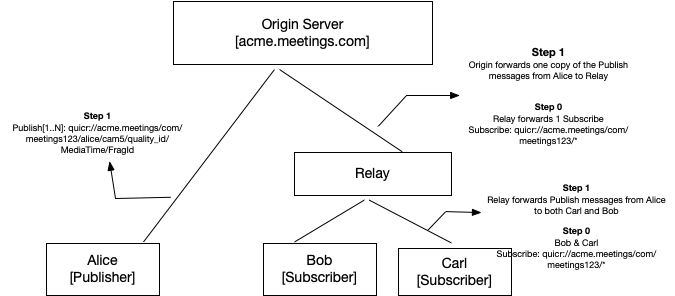 Origin Server
[acme.meetings.com]
Step 1
Origin forwards one copy of the Publish
messages from Alice to Relay
Step 0
Relay forwards 1 Subscribe
Subscribe: quicr://acme.meetings/com/
meetings123/*
Step 1
Publish[1..N]: quicr://acme.meetings/com/
meetings123/alice/cam5/quality_id/
MediaTime/FragId
Relay
Step 1
Relay forwards Publish messages from Alice
to both Carl and Bob
Step 0
Bob & Carl
Subscribe: quicr://acme.meetings/com/
meetings123/*
Alice
[Publisher]
Bob
[Subscriber]
Carl
[Subscriber]